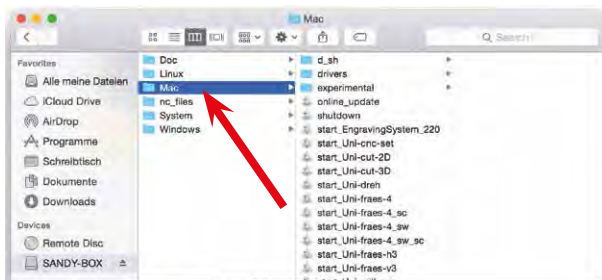 Mac
Search
Favorites
Alle meine Dateien
iCloud Drive
AirDrop
Programme
Schreibtisch
Dokumente
Downloads
Devices
Remote Disc
SANDY-BOX
Doc
Linux
Mac
nc_files
System
Windows
d_sh
drivers
experimental
online_update
shutdown
start_EngravingSystem_220
start_Uni-cnc-set
start_Uni-cut-2D
start_Uni-cut-3D
start_Uni-dreh
start_Uni-fraes-4
start_Uni-fraes-4_sc
start_Uni-fraes-4_sw
start_Uni-fraes-4_sw_sc
start_Uni-fraes-h3
start_Uni-fraes-v3